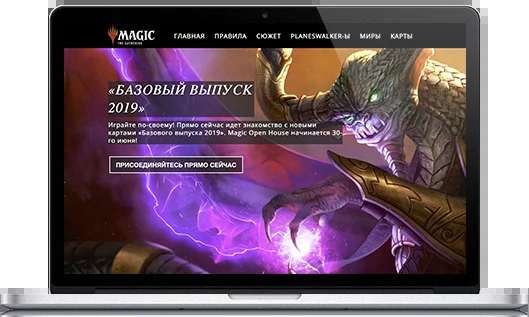 MAGIC
THE GATHERING
ГЛАВНАЯ ПРАВИЛА СЮЖЕТ PLANESWALKER-Ы МИРЫ КАРТЫ
«БАЗОВЫЙ ВЫПУСК
2019»
Играйте по-своему! Прямо сейчас идет знакомство с новыми
картами «Базового выпуска 2019». Magic Open House начинается 30-
го июня!
ПРИСОЕДИНЯЙТЕСЬ ПРЯМО СЕЙЧАС